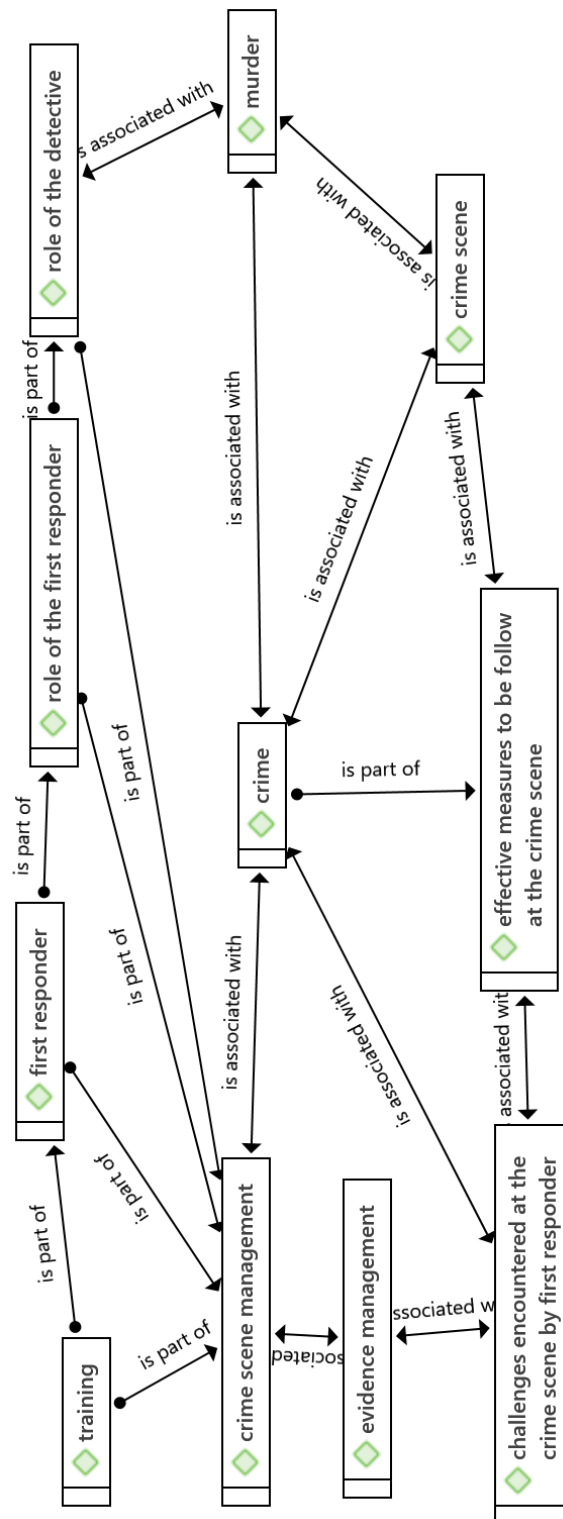 role of the detective
murder
is associated with
is associated with
crime scene
is part of
role of the first responder
is associated with
is associated with
is associated with
is part of
is part of
crime
is part of
effective measures to be follow
at the crime scene
is part of
first responder
is part of
is associated with
is associated with
associated wit
is part of
training
is part of
crime scene management
evidence management
challenges encountered at the
crime scene by first responder
sociated
ssociated w